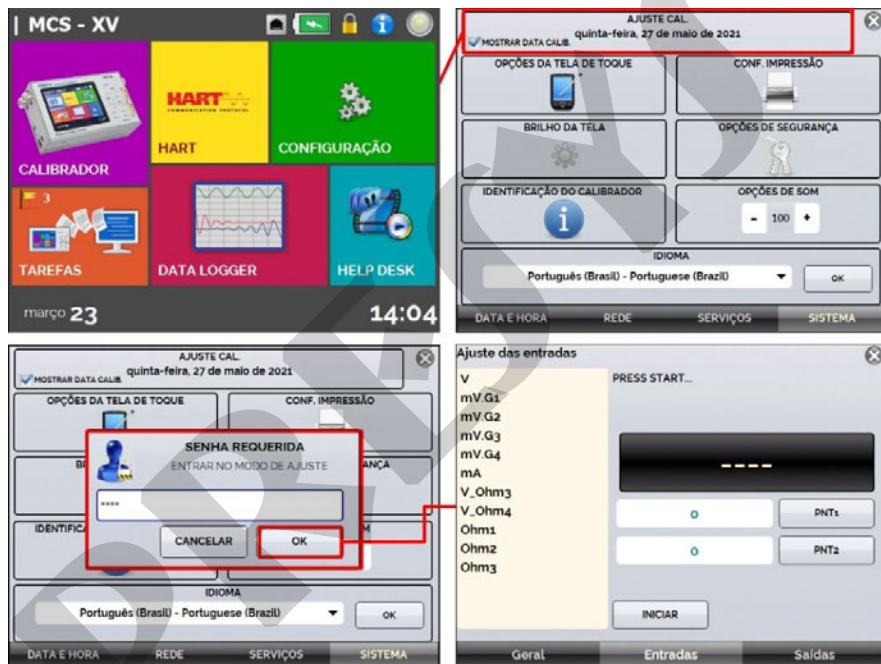 | MCS - XV
CALIBRADOR
HART
COMMUNICATION PROTOCOL
HART
CONFIGURAÇÃO
3
TAREFAS
DATA LOGGER
HELP DESK
março 23
14:04
AJUSTE CAL.
quinta-feira, 27 de maio de 2021
MOSTRAR DATA CALIB.
OPÇÕES DA TELA DE TOQUE
CONF. IMPRESSÃO
BRILHO DA TELA
OPÇÕES DE SEGURANÇA
IDENTIFICAÇÃO DO CALIBRADOR
OPÇÕES DE SOM
- 100 +
IDIOMA
Português (Brasil) - Portuguese (Brazil)
OK
DATA E HORA REDE SERVIÇOS SISTEMA
AJUSTE CAL.
quinta-feira, 27 de maio de 2021
MOSTRAR DATA CALIB.
OPÇÕES DA TELA DE TOQUE
CONF. IMPRESSÃO
SENHA REQUERIDA
ENTRAR NO MODO DE AJUSTE
****
CANCELAR
OK
IDIOMA
Português (Brasil) - Portuguese (Brazil)
OK
DATA E HORA REDE SERVIÇOS SISTEMA
Ajuste das entradas
V
mV.G1
mV.G2
mV.G3
mV.G4
mA
V_Ohm3
V_Ohm4
Ohm1
Ohm2
Ohm3
PRESS START...
----
0 PNT1
0 PNT2
INICIAR
Geral Entradas Saídas
PRESYS